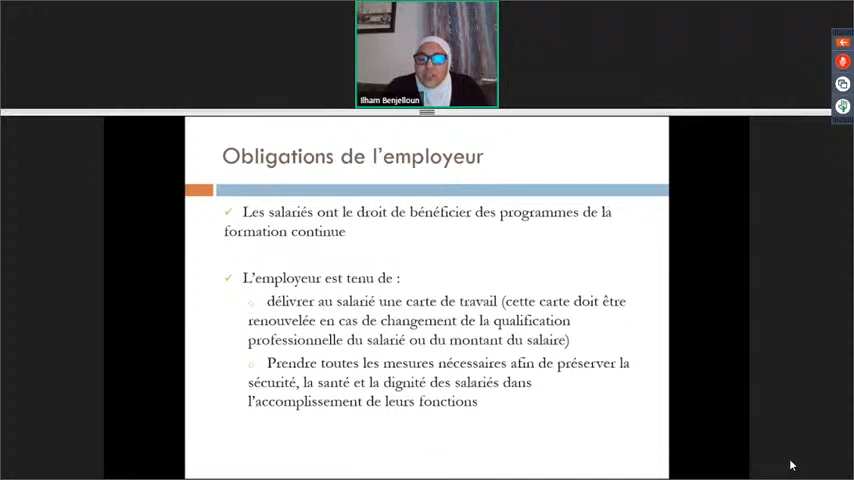 Ilham Benjelloun
Obligations de l'employeur
✓ Les salariés ont le droit de bénéficier des programmes de la
formation continue
✓ L'employeur est tenu de :
○ délivrer au salarié une carte de travail (cette carte doit être
renouvelée en cas de changement de la qualification
professionnelle du salarié ou du montant du salaire)
○ Prendre toutes les mesures nécessaires afin de préserver la
sécurité, la santé et la dignité des salariés dans
l'accomplissement de leurs fonctions